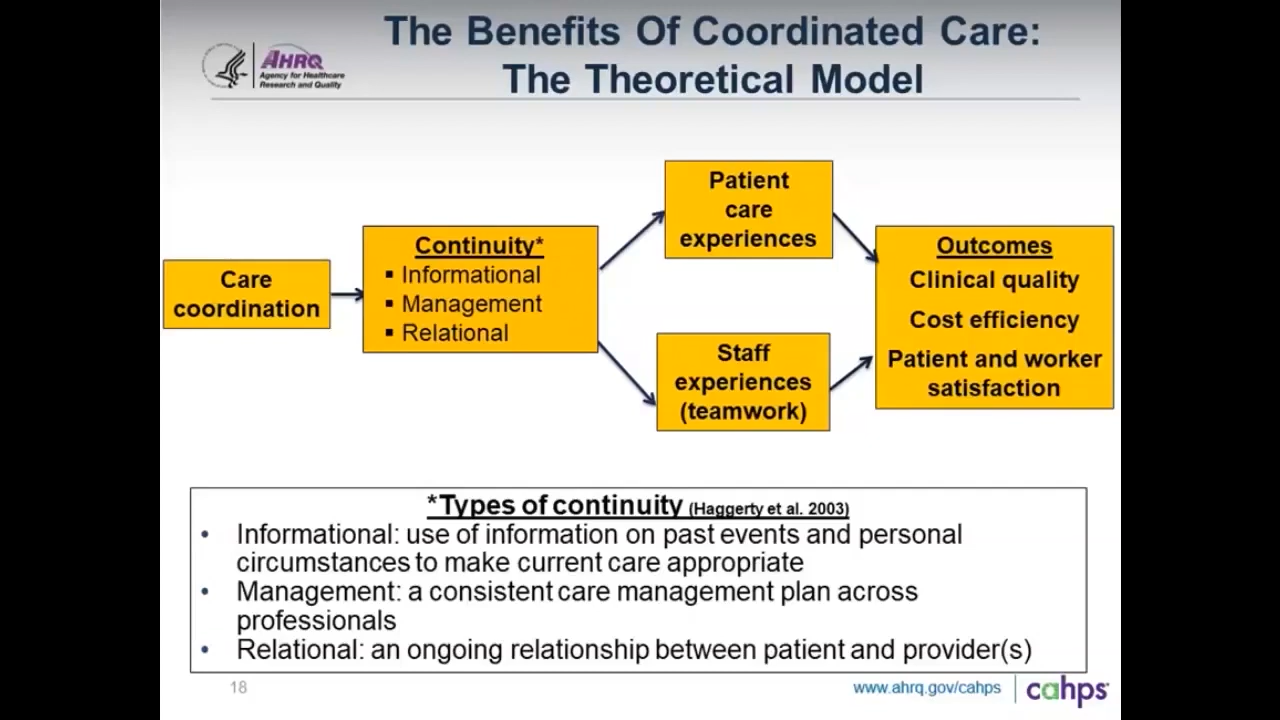 The Benefits Of Coordinated Care:
The Theoretical Model
AHRQ
Agency for Healthcare
Research and Quality
Care
coordination
Continuity*
▪ Informational
▪ Management
▪ Relational
Patient
care
experiences
Staff
experiences
(teamwork)
Outcomes
Clinical quality
Cost efficiency
Patient and worker
satisfaction
*Types of continuity (Haggerty et al. 2003)
• Informational: use of information on past events and personal
circumstances to make current care appropriate
• Management: a consistent care management plan across
professionals
• Relational: an ongoing relationship between patient and provider(s)
18
www.ahrq.gov/cahps
cahps